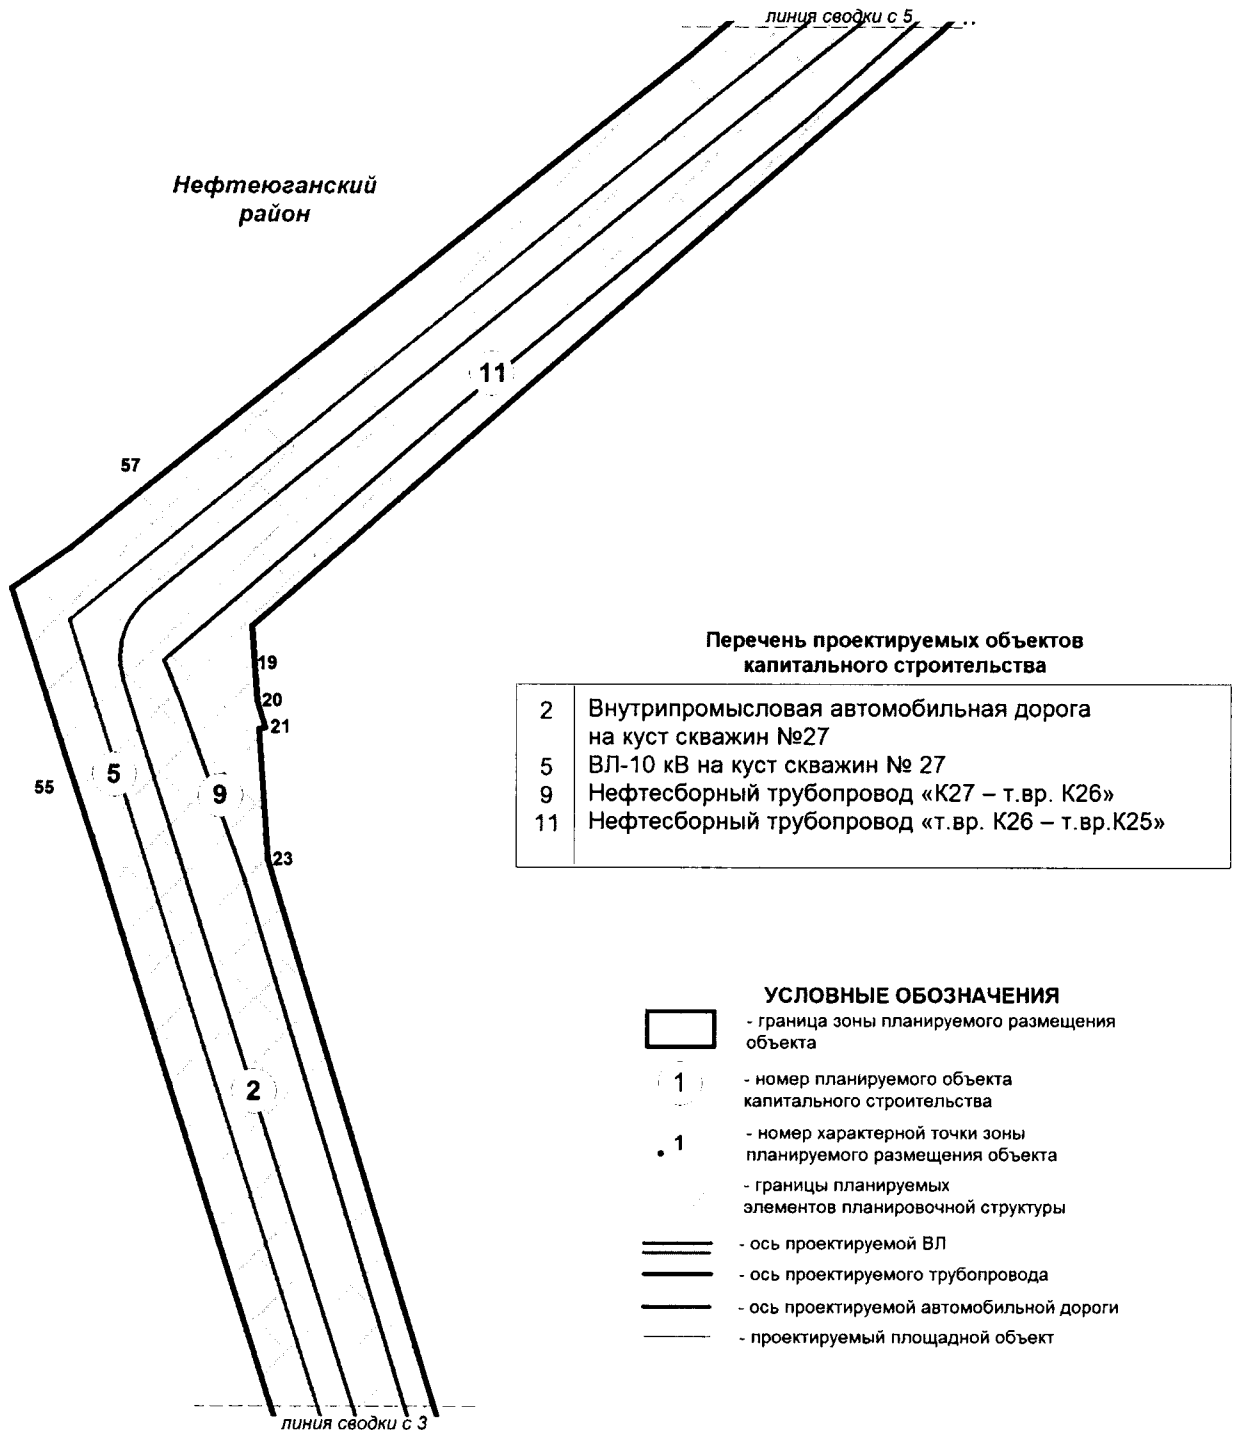 линия сводки с 5
Нефтеюганский
район
11
57
19
20
21
55
5
9
23
2
Перечень проектируемых объектов
капитального строительства
2 Внутрипромысловая автомобильная дорога
на куст скважин №27
5 ВЛ-10 кВ на куст скважин № 27
9 Нефтесборный трубопровод «К27 – т.вр. К26»
11 Нефтесборный трубопровод «т.вр. К26 – т.вр.К25»
УСЛОВНЫЕ ОБОЗНАЧЕНИЯ
- граница зоны планируемого размещения
объекта
1 - номер планируемого объекта
капитального строительства
1 - номер характерной точки зоны
планируемого размещения объекта
- границы планируемых
элементов планировочной структуры
- ось проектируемой ВЛ
- ось проектируемого трубопровода
- ось проектируемой автомобильной дороги
- проектируемый площадной объект
линия сводки с 3